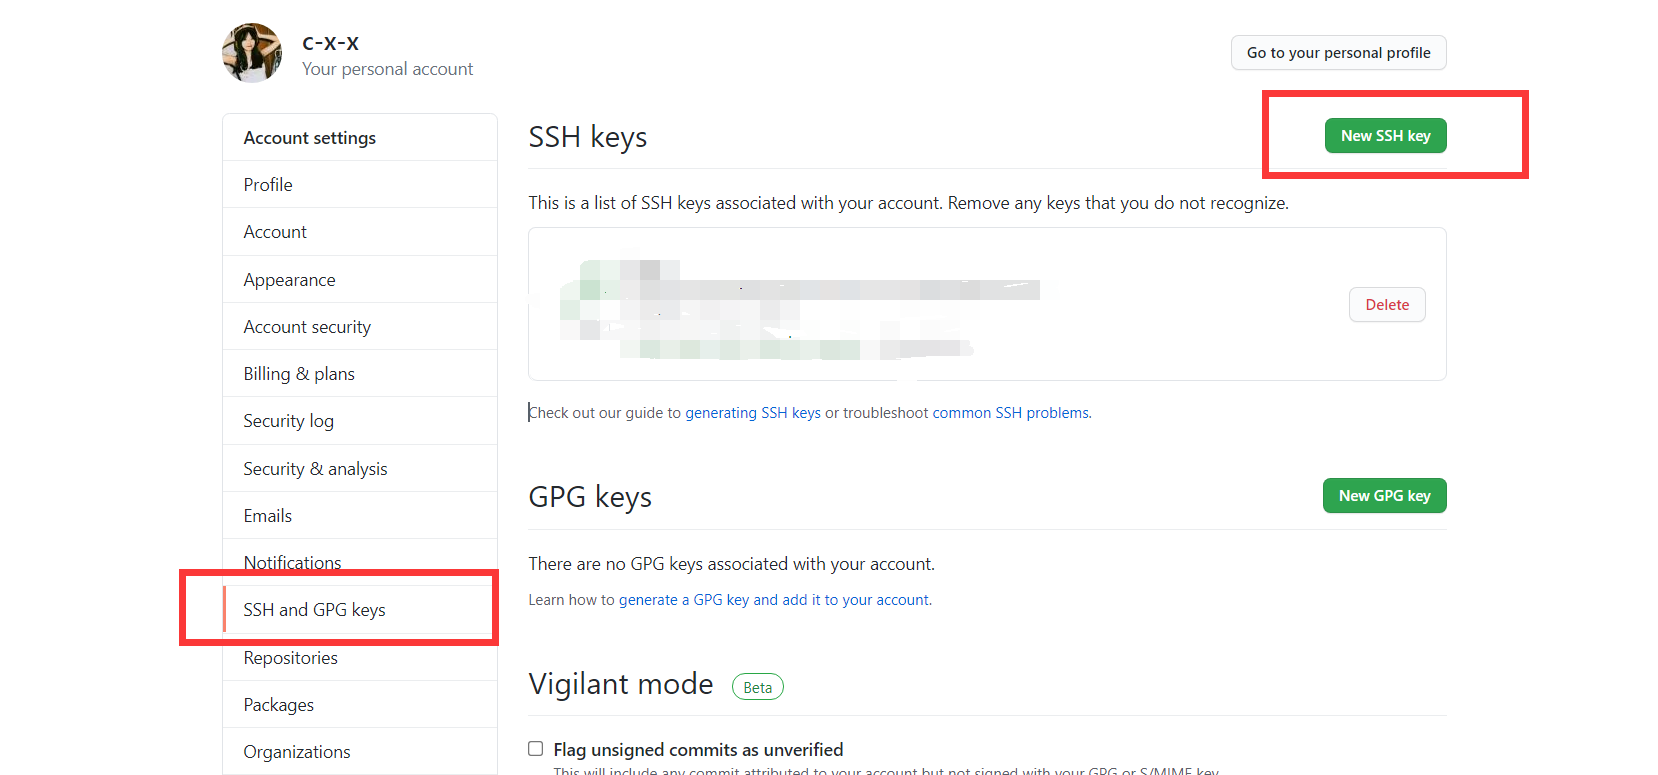 C-X-X
Your personal account
Go to your personal profile
Account settings
Profile
Account
Appearance
Account security
Billing & plans
Security log
Security & analysis
Emails
Notifications
SSH and GPG keys
Repositories
Packages
Organizations
SSH keys
New SSH key
This is a list of SSH keys associated with your account. Remove any keys that you do not recognize.
Delete
Check out our guide to generating SSH keys or troubleshoot common SSH problems.
GPG keys
New GPG key
There are no GPG keys associated with your account.
Learn how to generate a GPG key and add it to your account.
Vigilant mode
Beta
Flag unsigned commits as unverified
This will include any commit attributed to your account but not signed with your GPG or S/MIME key.